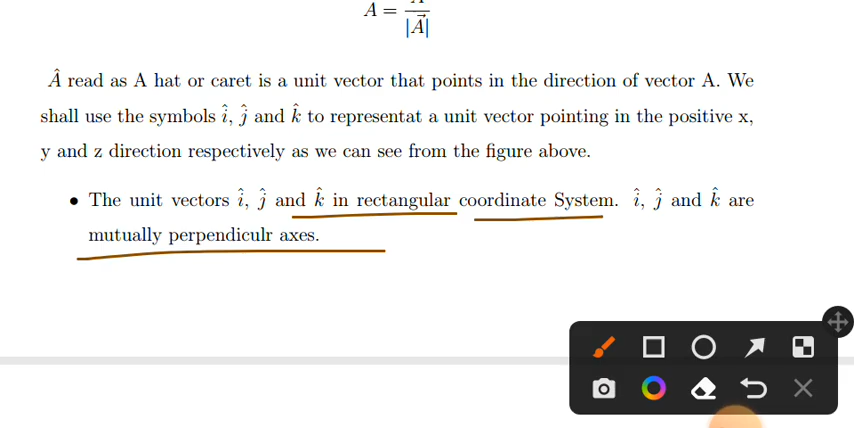 A =
|A⃗|
Â read as A hat or caret is a unit vector that points in the direction of vector A. We
shall use the symbols î, ĵ and k̂ to representat a unit vector pointing in the positive x,
y and z direction respectively as we can see from the figure above.
• The unit vectors î, ĵ and k̂ in rectangular coordinate System. î, ĵ and k̂ are
mutually perpendiculr axes.